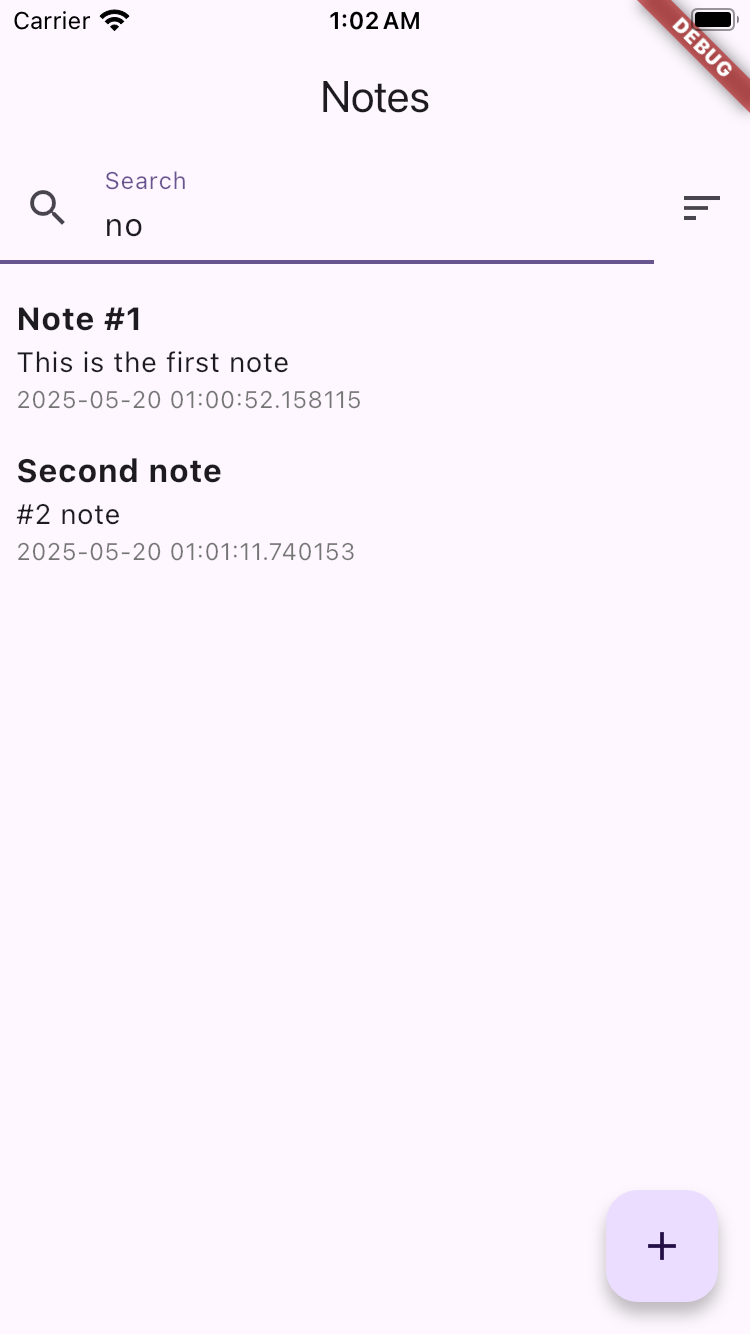 Carrier 1:02 AM
DEBUG
Notes
Search
no
Note #1
This is the first note
2025-05-20 01:00:52.158115
Second note
#2 note
2025-05-20 01:01:11.740153